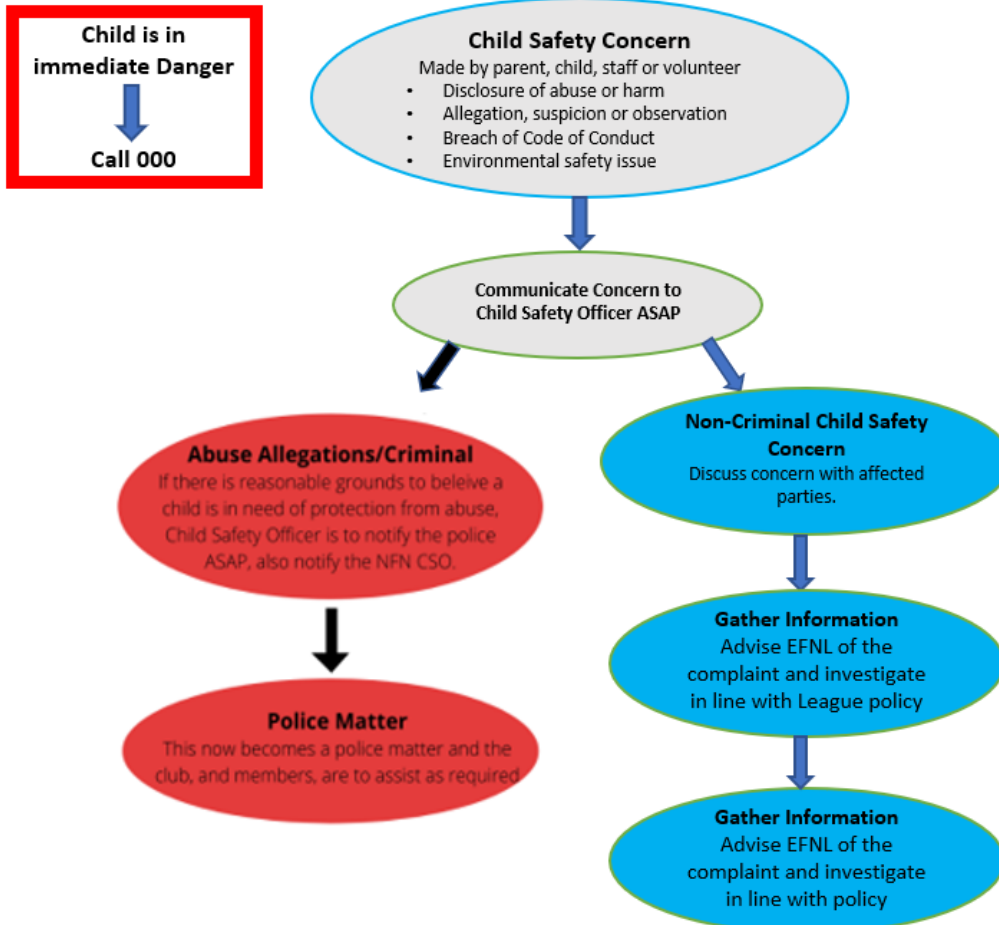 Child is in
immediate Danger
Call 000
Child Safety Concern
Made by parent, child, staff or volunteer
• Disclosure of abuse or harm
• Allegation, suspicion or observation
• Breach of Code of Conduct
• Environmental safety issue
Communicate Concern to
Child Safety Officer ASAP
Abuse Allegations/Criminal
If there is reasonable grounds to beleive a
child is in need of protection from abuse,
Child Safety Officer is to notify the police
ASAP, also notify the NFN CSO.
Police Matter
This now becomes a police matter and the
club, and members, are to assist as required
Non-Criminal Child Safety
Concern
Discuss concern with affected
parties.
Gather Information
Advise EFNL of the
complaint and investigate
in line with League policy
Gather Information
Advise EFNL of the
complaint and investigate
in line with policy